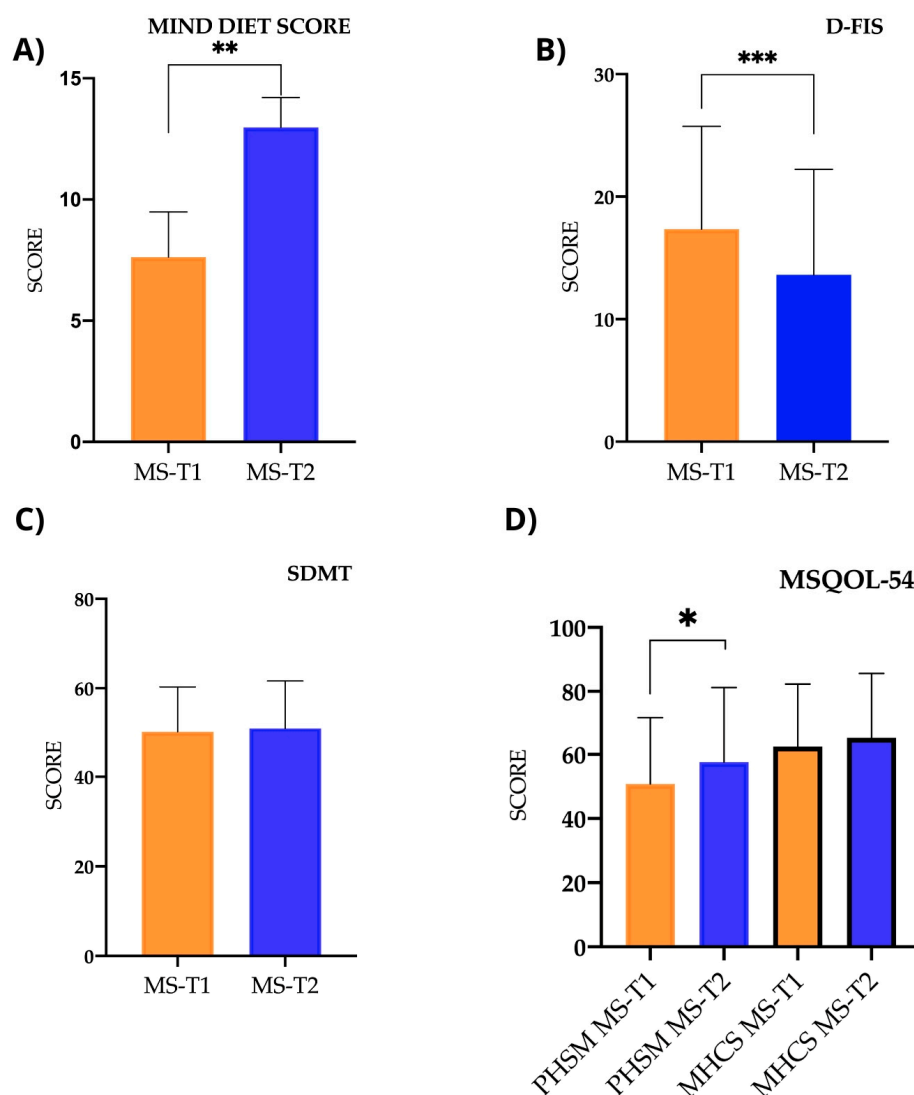 A)
MIND DIET SCORE
**
15
10
5
0
SCORE
MS-T1 MS-T2
B)
D-FIS
***
30
20
10
0
SCORE
MS-T1 MS-T2
C)
SDMT
80
60
40
20
0
SCORE
MS-T1 MS-T2
D)
MSQOL-54
*
100
80
60
40
20
0
SCORE
PHSM MS-T1
PHSM MS-T2
MHCS MS-T1
MHCS MS-T2